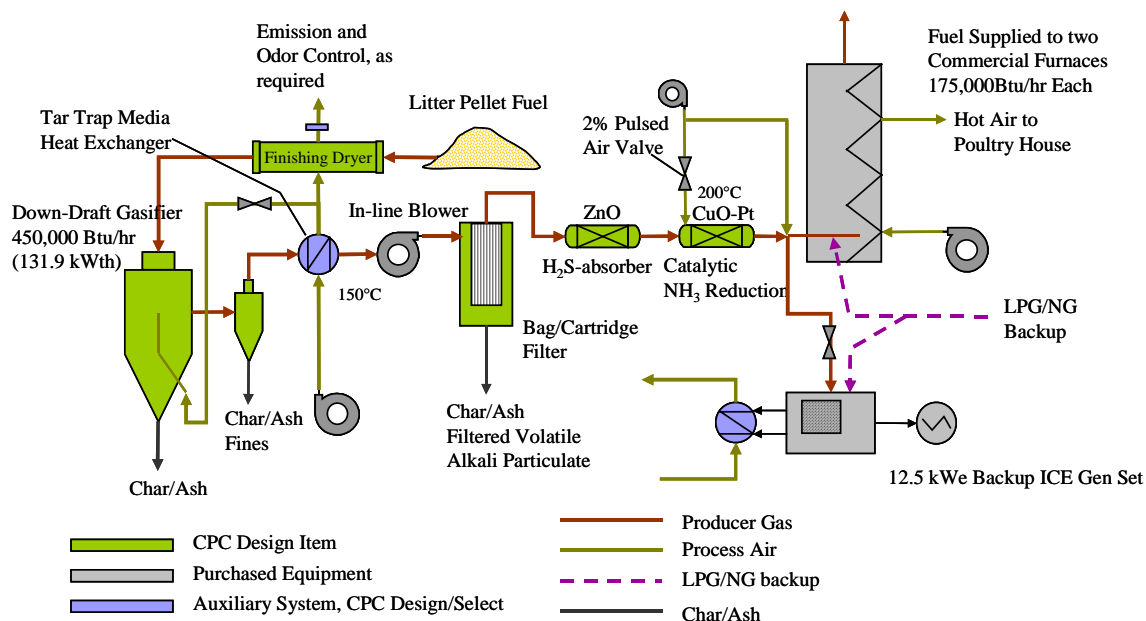 Emission and
Odor Control, as
required
Fuel Supplied to two
Commercial Furnaces
175,000Btu/hr Each
Tar Trap Media
Heat Exchanger
Litter Pellet Fuel
2% Pulsed
Air Valve
Hot Air to
Poultry House
Finishing Dryer
Down-Draft Gasifier
450,000 Btu/hr
(131.9 kWth)
In-line Blower
150°C
ZnO
H₂S-absorber
200°C
CuO-Pt
Catalytic
NH₃ Reduction
LPG/NG
Backup
Bag/Cartridge
Filter
Char/Ash
Fines
Char/Ash
Filtered Volatile
Alkali Particulate
Char/Ash
12.5 kWe Backup ICE Gen Set
CPC Design Item
Purchased Equipment
Auxiliary System, CPC Design/Select
Producer Gas
Process Air
LPG/NG backup
Char/Ash